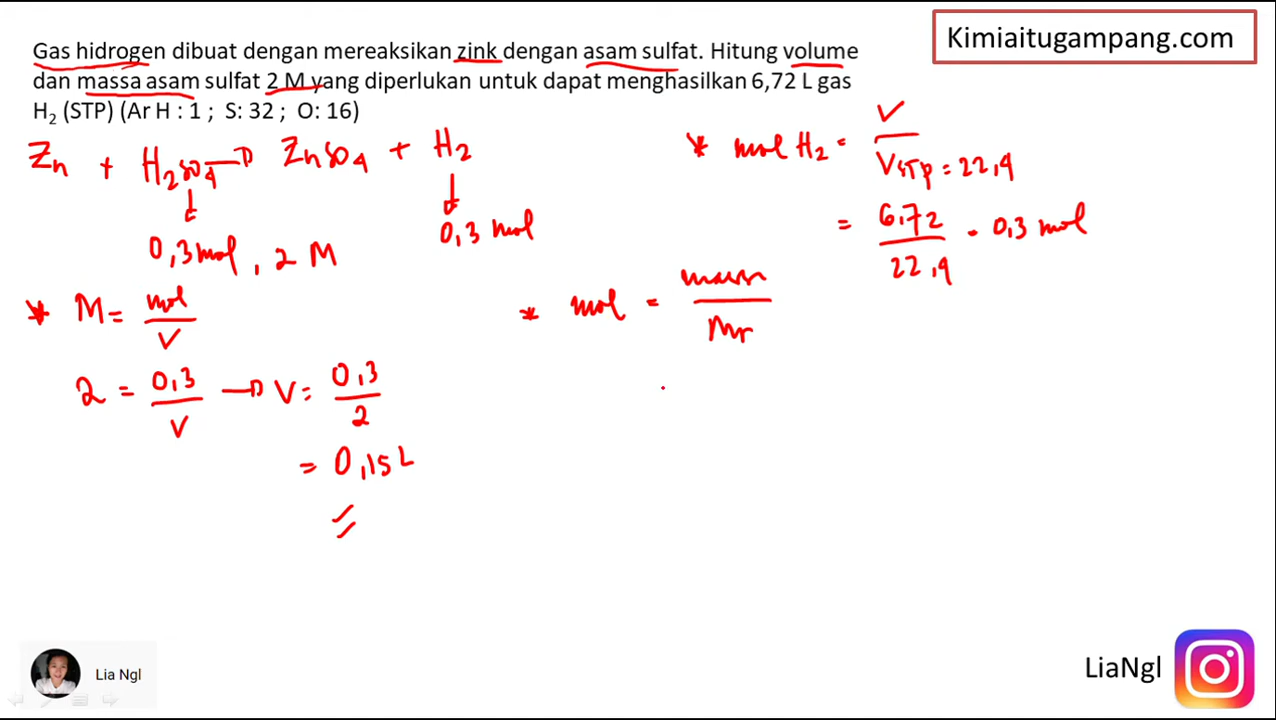 Kimiaitugampang.com
Gas hidrogen dibuat dengan mereaksikan zink dengan asam sulfat. Hitung volume
dan massa asam sulfat 2 M yang diperlukan untuk dapat menghasilkan 6,72 L gas
H₂ (STP) (Ar H : 1 ; S: 32 ; O: 16)
Zn + H₂SO₄ → ZnSO₄ + H₂
0,3 mol, 2 M
0,3 mol
* mol H₂ = V / VSTP = 22,4
= 6,72 / 22,4 = 0,3 mol
* M = mol / V
2 = 0,3 / V → V = 0,3 / 2
= 0,15 L
* mol = massa / Mr
Lia Ngl
LiaNgl